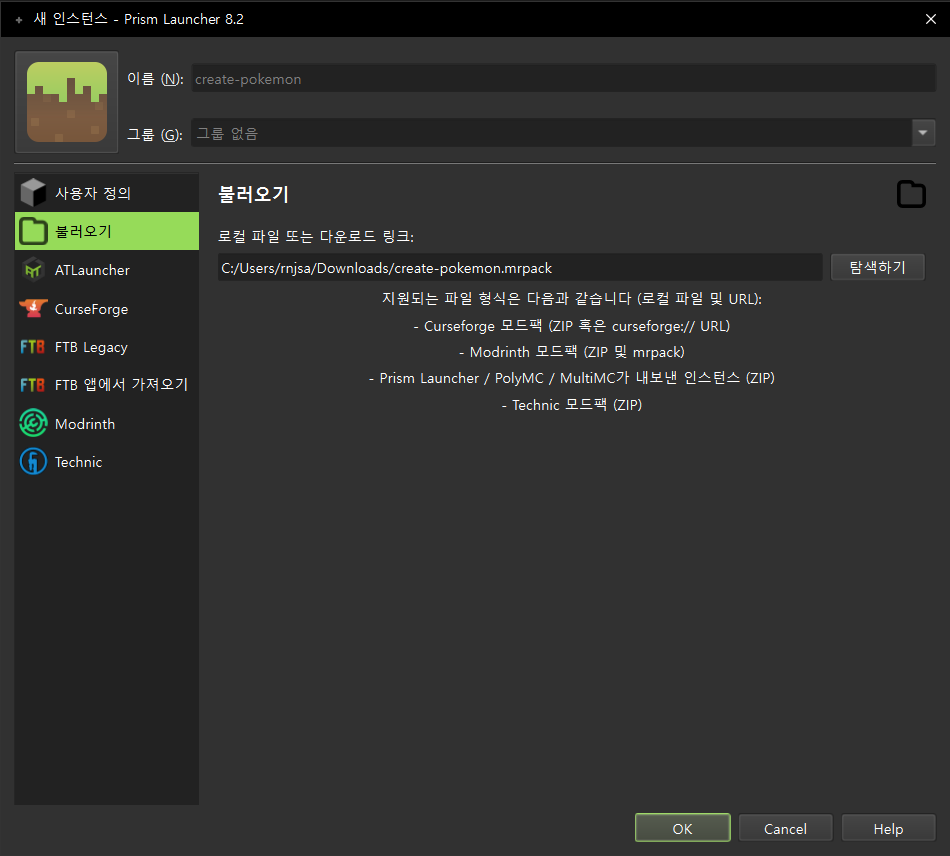 새 인스턴스 - Prism Launcher 8.2
이름 (N): create-pokemon
그룹 (G): 그룹 없음
사용자 정의
불러오기
ATLauncher
CurseForge
FTB Legacy
FTB 앱에서 가져오기
Modrinth
Technic
불러오기
로컬 파일 또는 다운로드 링크:
C:/Users/rnjsa/Downloads/create-pokemon.mrpack 탐색하기
지원되는 파일 형식은 다음과 같습니다 (로컬 파일 및 URL):
- Curseforge 모드팩 (ZIP 혹은 curseforge:// URL)
- Modrinth 모드팩 (ZIP 및 mrpack)
- Prism Launcher / PolyMC / MultiMC가 내보낸 인스턴스 (ZIP)
- Technic 모드팩 (ZIP)
OK Cancel Help